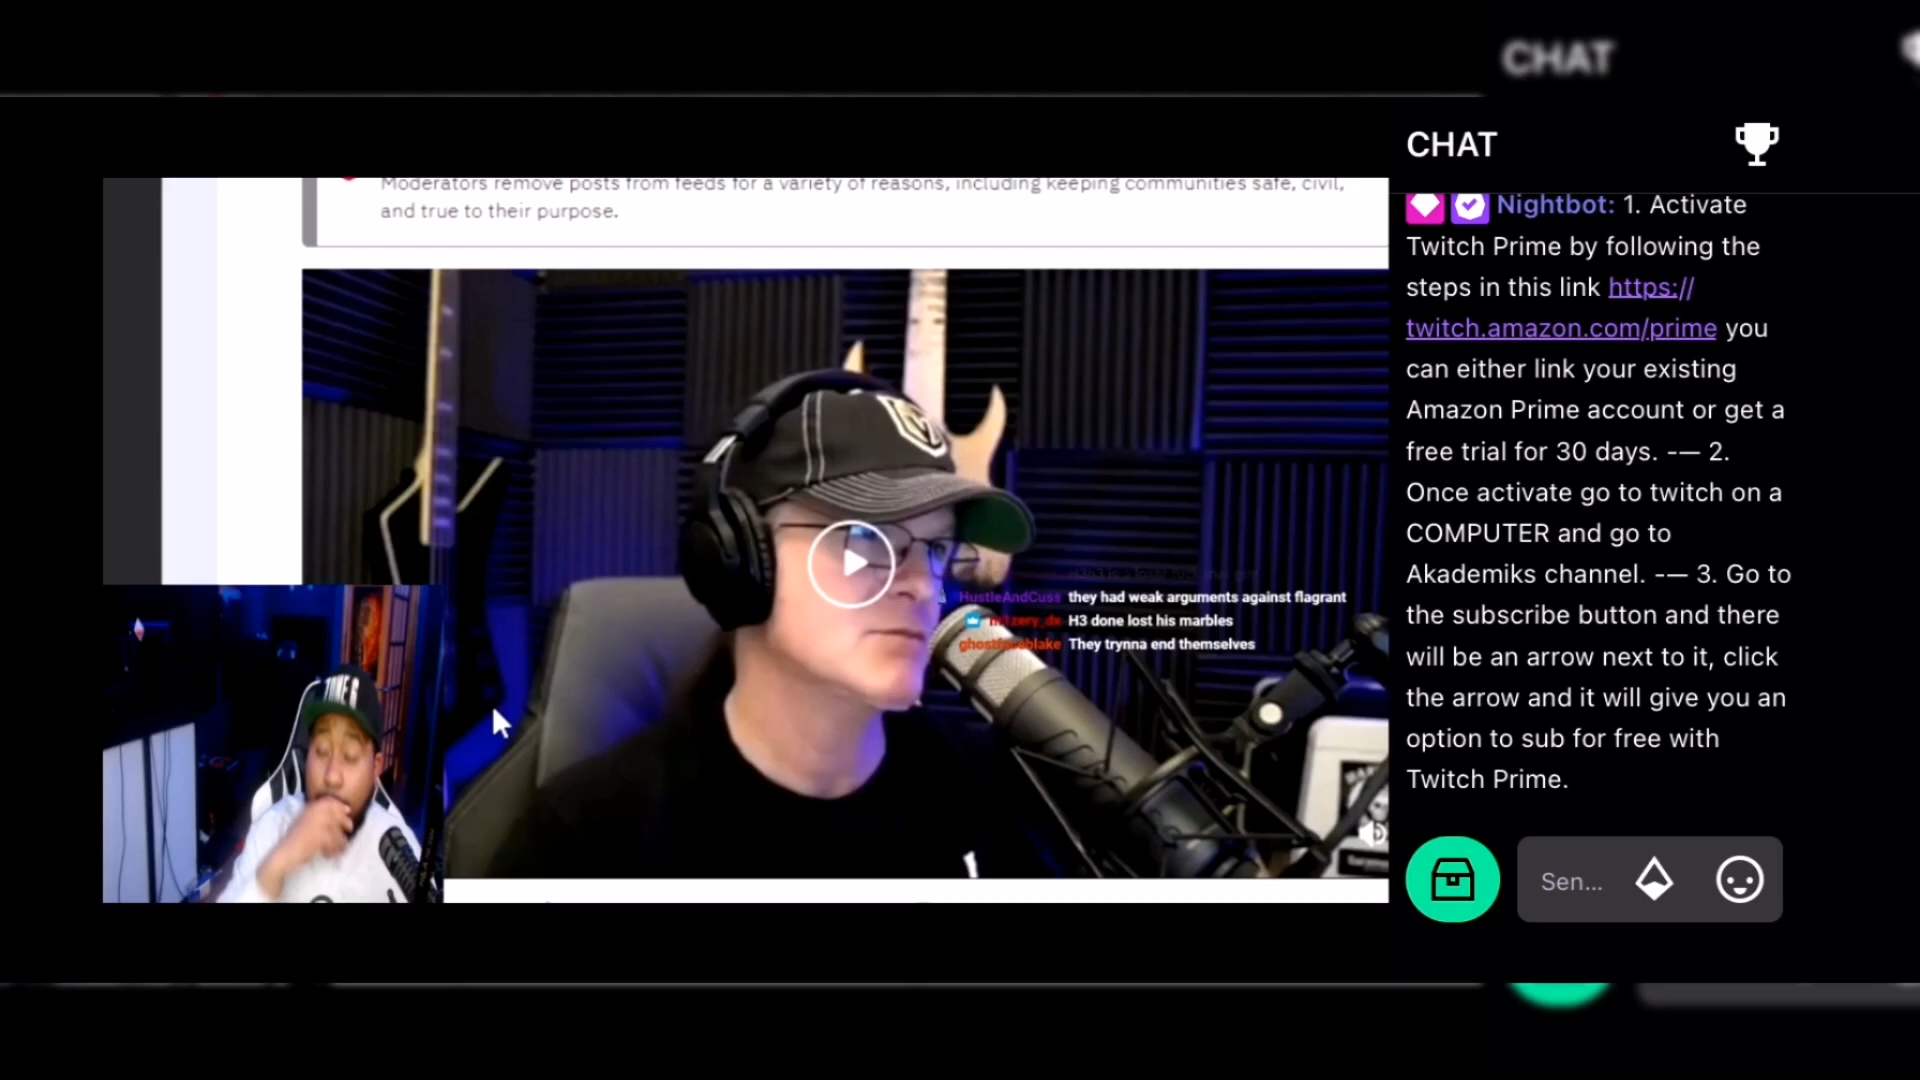 CHAT
CHAT
Moderators remove posts from feeds for a variety of reasons, including keeping communities safe, civil,
and true to their purpose.
HustleAndCuss they had weak arguments against flagrant
H3 done lost his marbles
They trynna end themselves
Nightbot: 1. Activate
Twitch Prime by following the
steps in this link https://
twitch.amazon.com/prime you
can either link your existing
Amazon Prime account or get a
free trial for 30 days. -— 2.
Once activate go to twitch on a
COMPUTER and go to
Akademiks channel. -— 3. Go to
the subscribe button and there
will be an arrow next to it, click
the arrow and it will give you an
option to sub for free with
Twitch Prime.
Sen...